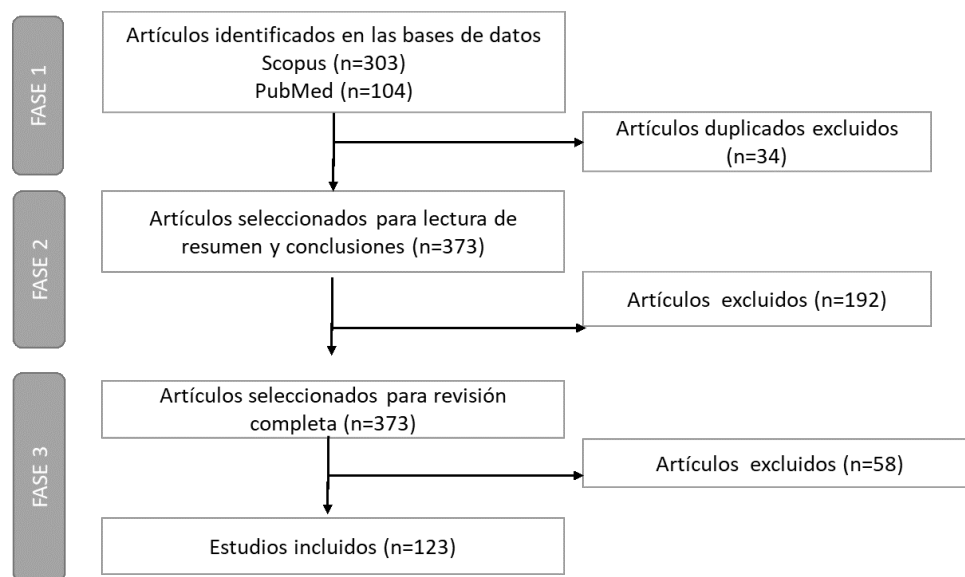 FASE 1
Artículos identificados en las bases de datos
Scopus (n=303)
PubMed (n=104)
Artículos duplicados excluidos
(n=34)
FASE 2
Artículos seleccionados para lectura de
resumen y conclusiones (n=373)
Artículos excluidos (n=192)
FASE 3
Artículos seleccionados para revisión
completa (n=373)
Artículos excluidos (n=58)
Estudios incluidos (n=123)